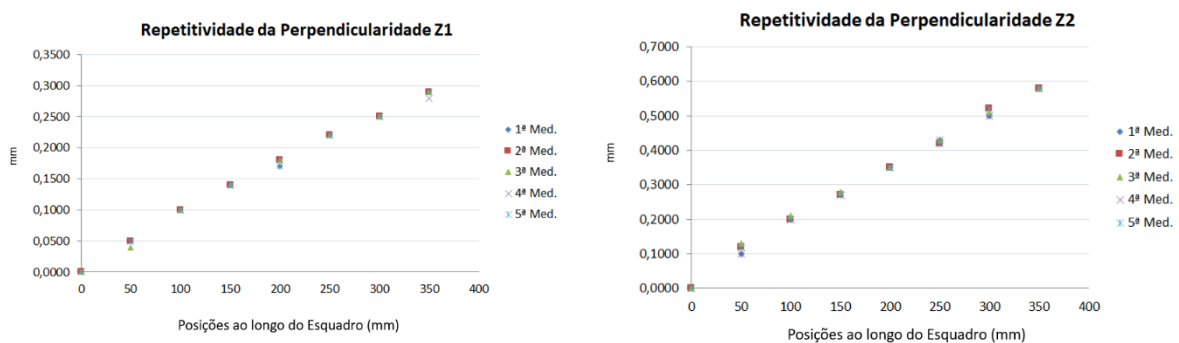 Repetitividade da Perpendicularidade Z1
0,3500
0,3000
0,2500
0,2000
0,1500
0,1000
0,0500
0,0000
mm
0 50 100 150 200 250 300 350 400
Posições ao longo do Esquadro (mm)
1ª Med.
2ª Med.
3ª Med.
4ª Med.
5ª Med.
Repetitividade da Perpendicularidade Z2
0,7000
0,6000
0,5000
0,4000
0,3000
0,2000
0,1000
0,0000
mm
0 50 100 150 200 250 300 350 400
Posições ao longo do Esquadro (mm)
1ª Med.
2ª Med.
3ª Med.
4ª Med.
5ª Med.